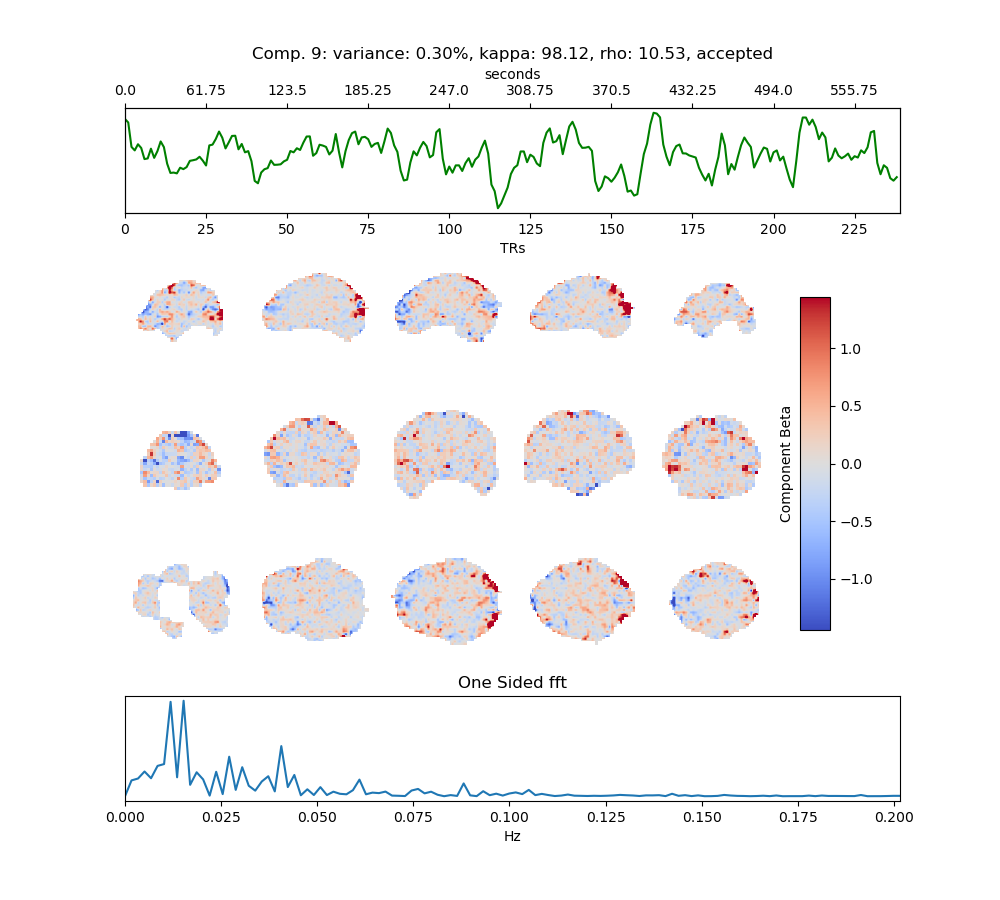 Comp. 9: variance: 0.30%, kappa: 98.12, rho: 10.53, accepted
seconds
0.0 61.75 123.5 185.25 247.0 308.75 370.5 432.25 494.0 555.75
0 25 50 75 100 125 150 175 200 225
TRs
1.0
0.5
0.0
−0.5
−1.0
Component Beta
One Sided fft
0.000 0.025 0.050 0.075 0.100 0.125 0.150 0.175 0.200
Hz